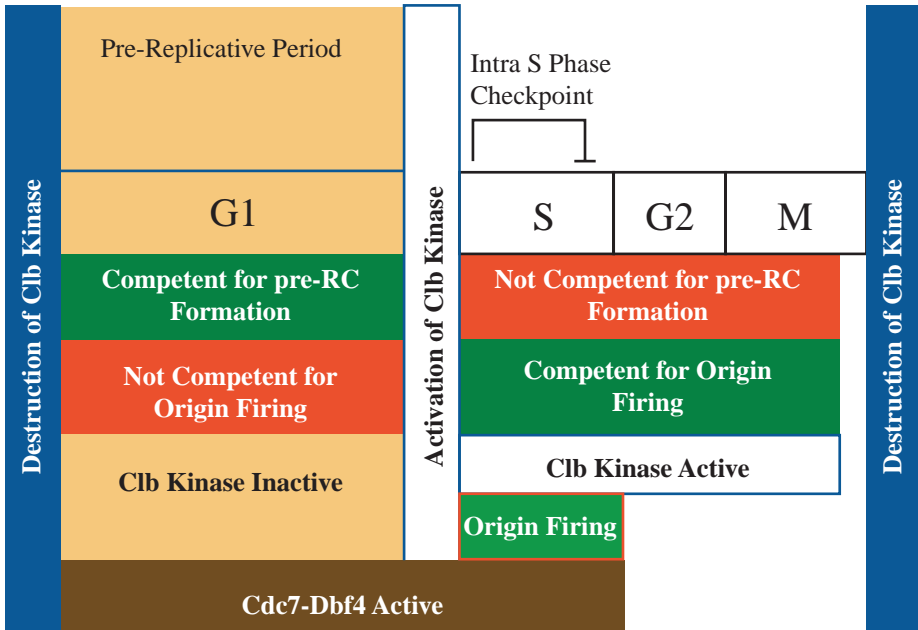 Destruction of Clb Kinase
Pre-Replicative Period
G1
Competent for pre-RC
Formation
Not Competent for
Origin Firing
Clb Kinase Inactive
Activation of Clb Kinase
Intra S Phase
Checkpoint
S
G2
M
Not Competent for pre-RC
Formation
Competent for Origin
Firing
Clb Kinase Active
Origin Firing
Cdc7-Dbf4 Active
Destruction of Clb Kinase